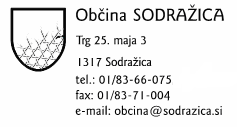 Občina SODRAŽICA
Trg 25. maja 3
1317 Sodražica
tel.: 01/83-66-075
fax: 01/83-71-004
e-mail: obcina@sodrazica.si